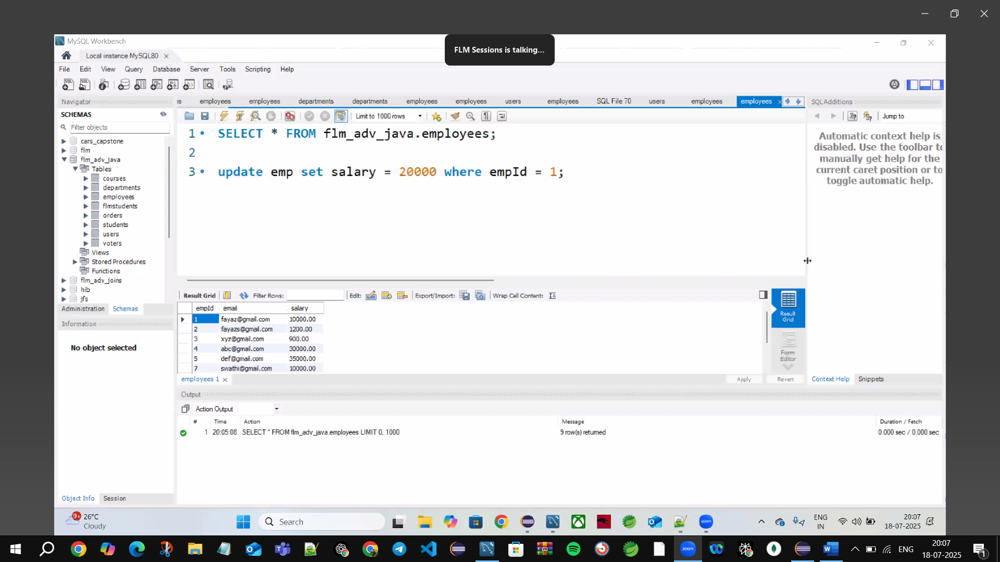 MySQL Workbench
FLM Sessions is talking...
Local instance MySQL80
File Edit View Query Database Server Tools Scripting Help
Navigator
SCHEMAS
Filter objects
cars_capstone
flm
flm_adv_java
Tables
courses
departments
employees
flmstudents
orders
students
users
voters
Views
Stored Procedures
Functions
flm_adv_joins
hib
jfs
Administration Schemas
Information
No object selected
Object Info Session
es employees employees departments departments employees employees users employees SQL File 70 users employees employees
Limit to 1000 rows
1 SELECT * FROM flm_adv_java.employees;
2
3 update emp set salary = 20000 where empId = 1;
SQLAdditions
Jump to
Automatic context help is
disabled. Use the toolbar to
manually get help for the
current caret position or to
toggle automatic help.
Result Grid Filter Rows: Edit: Export/Import: Wrap Cell Content:
empId email salary
1 fayaz@gmail.com 10000.00
2 fayazs@gmail.com 1200.00
3 xyz@gmail.com 900.00
4 abc@gmail.com 30000.00
5 def@gmail.com 35000.00
7 swathi@gmail.com 10000.00
Result
Grid
Form
Editor
employees 1 Apply Revert
Context Help Snippets
Output
Action Output
# Time Action Message Duration / Fetch
1 20:05:08 SELECT * FROM flm_adv_java.employees LIMIT 0, 1000 9 row(s) returned 0.000 sec / 0.000 sec
9+ 26°C
Cloudy
Search
zoom
ENG
IN
20:07
18-07-2025
zoom
ENG
20:07
18-07-2025
1